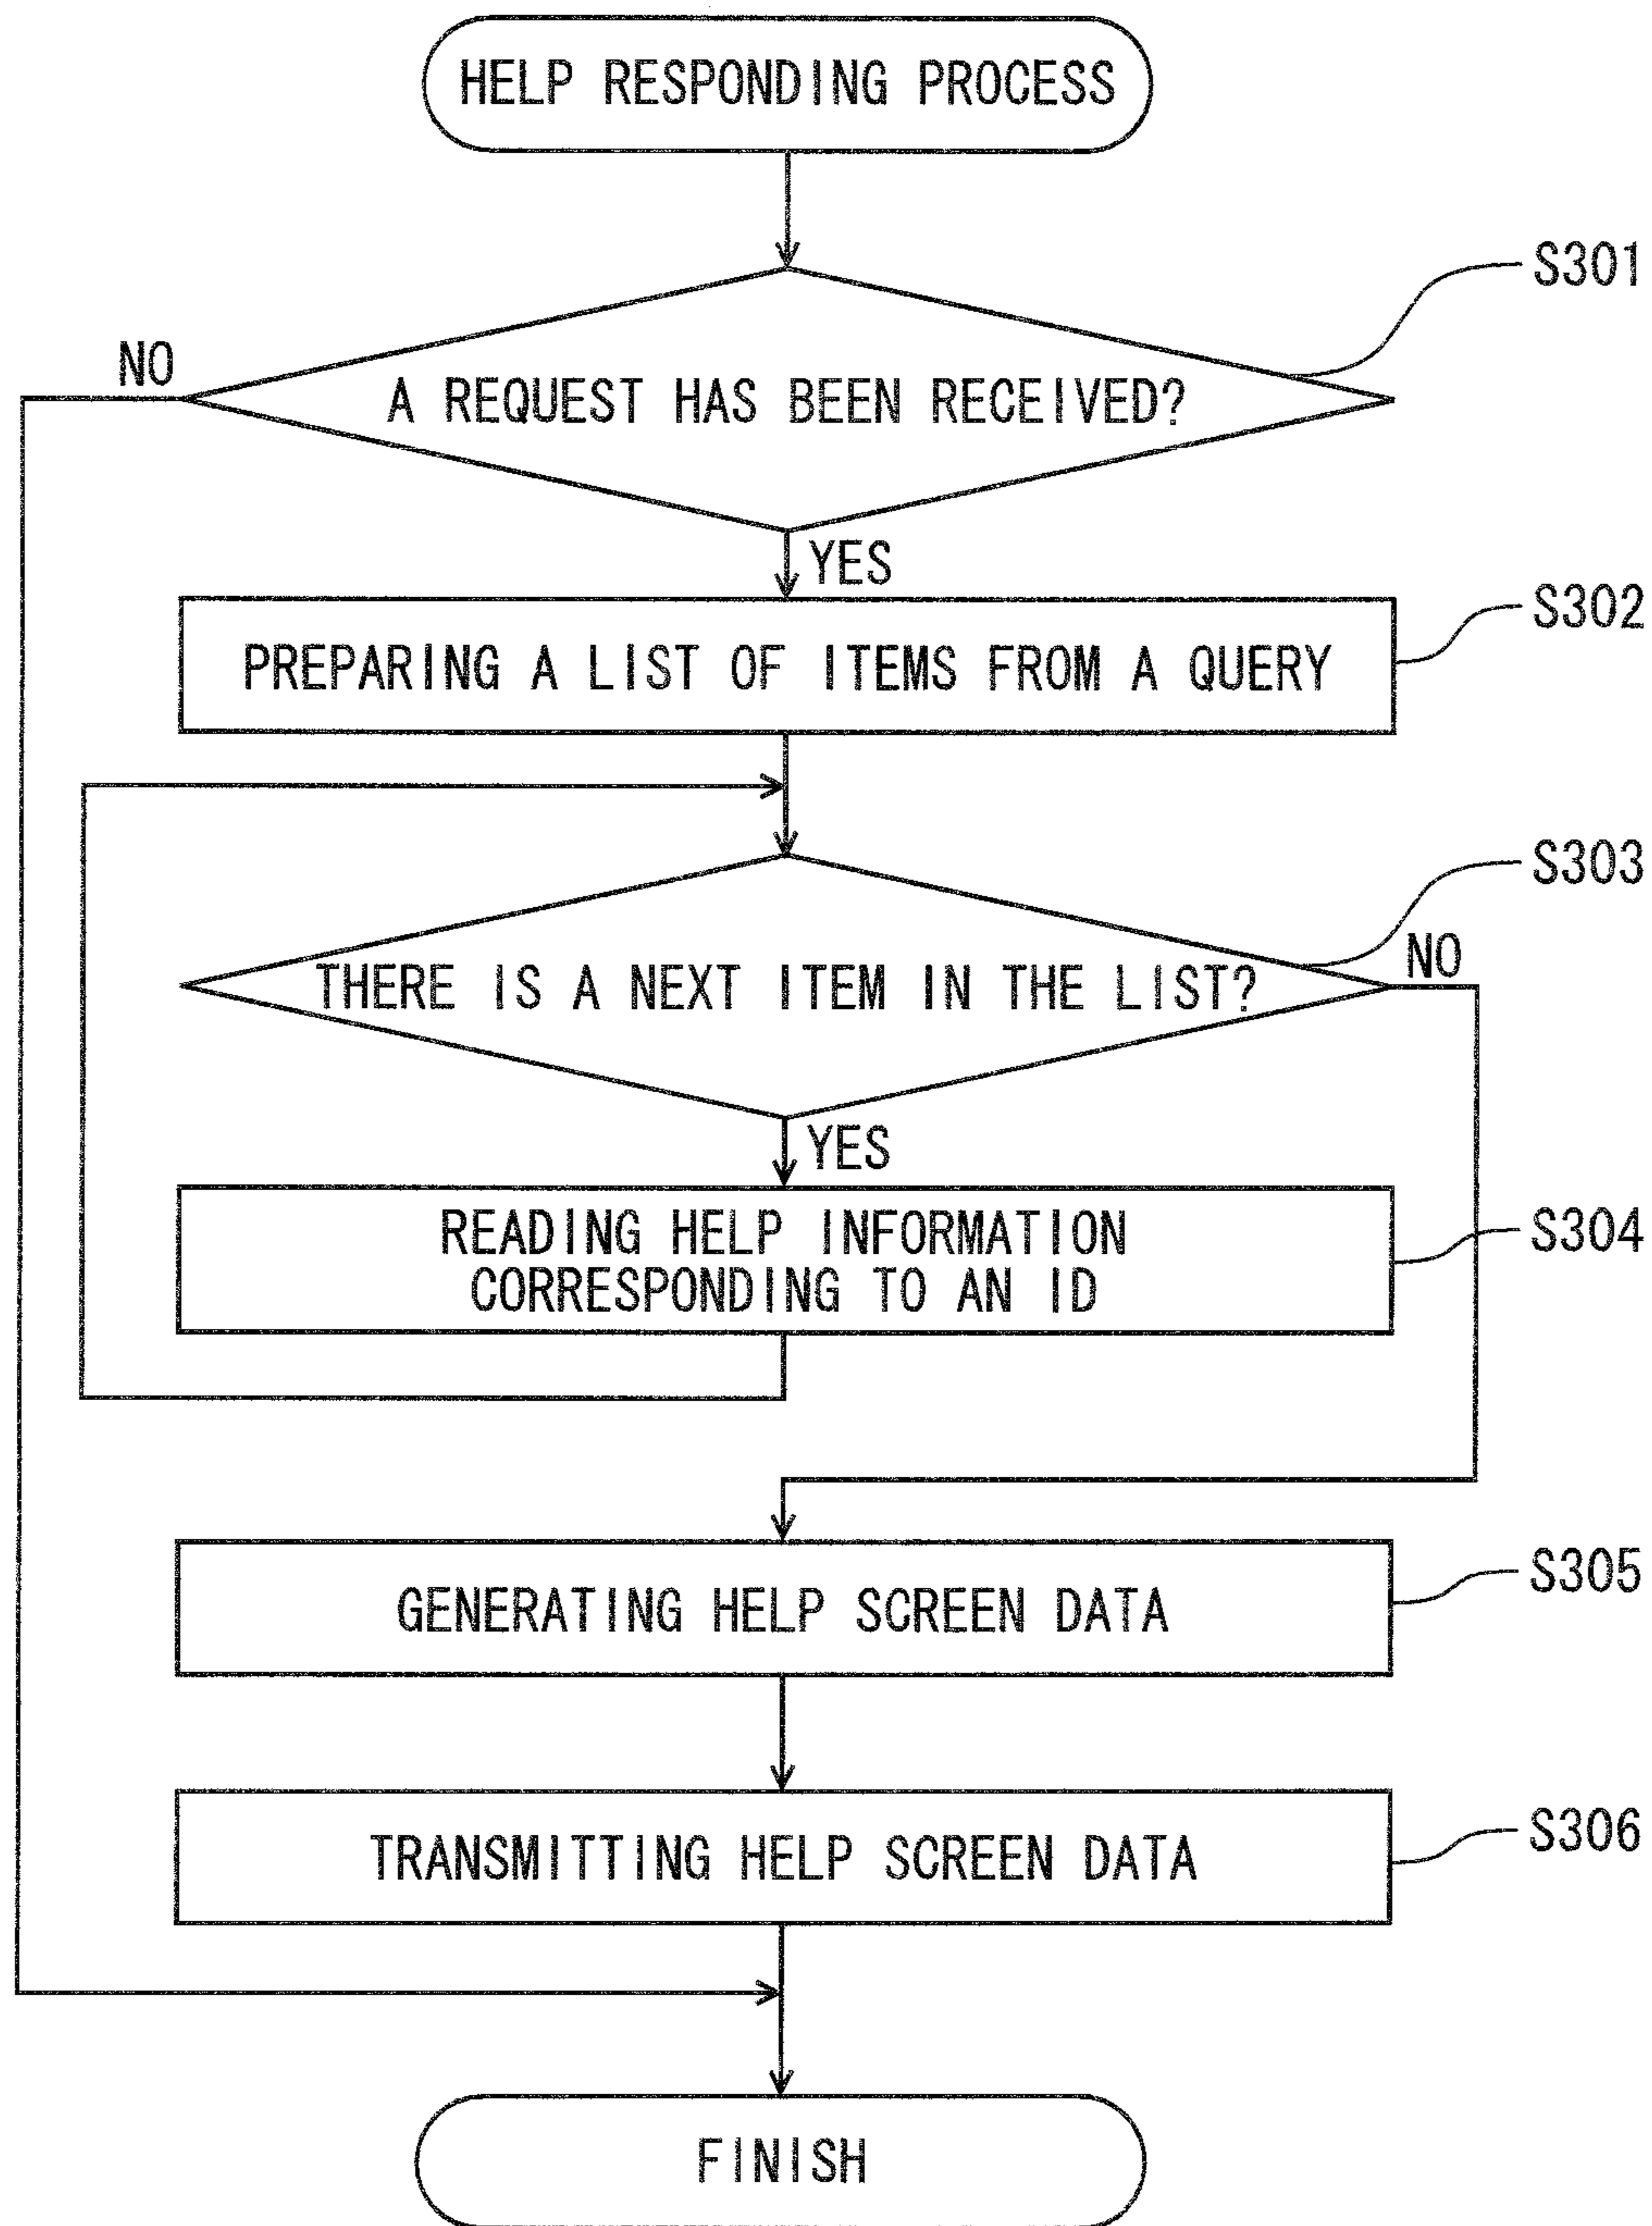 HELP RESPONDING PROCESS
S301
NO
A REQUEST HAS BEEN RECEIVED?
YES
S302
PREPARING A LIST OF ITEMS FROM A QUERY
S303
NO
THERE IS A NEXT ITEM IN THE LIST?
YES
S304
READING HELP INFORMATION
CORRESPONDING TO AN ID
S305
GENERATING HELP SCREEN DATA
S306
TRANSMITTING HELP SCREEN DATA
FINISH